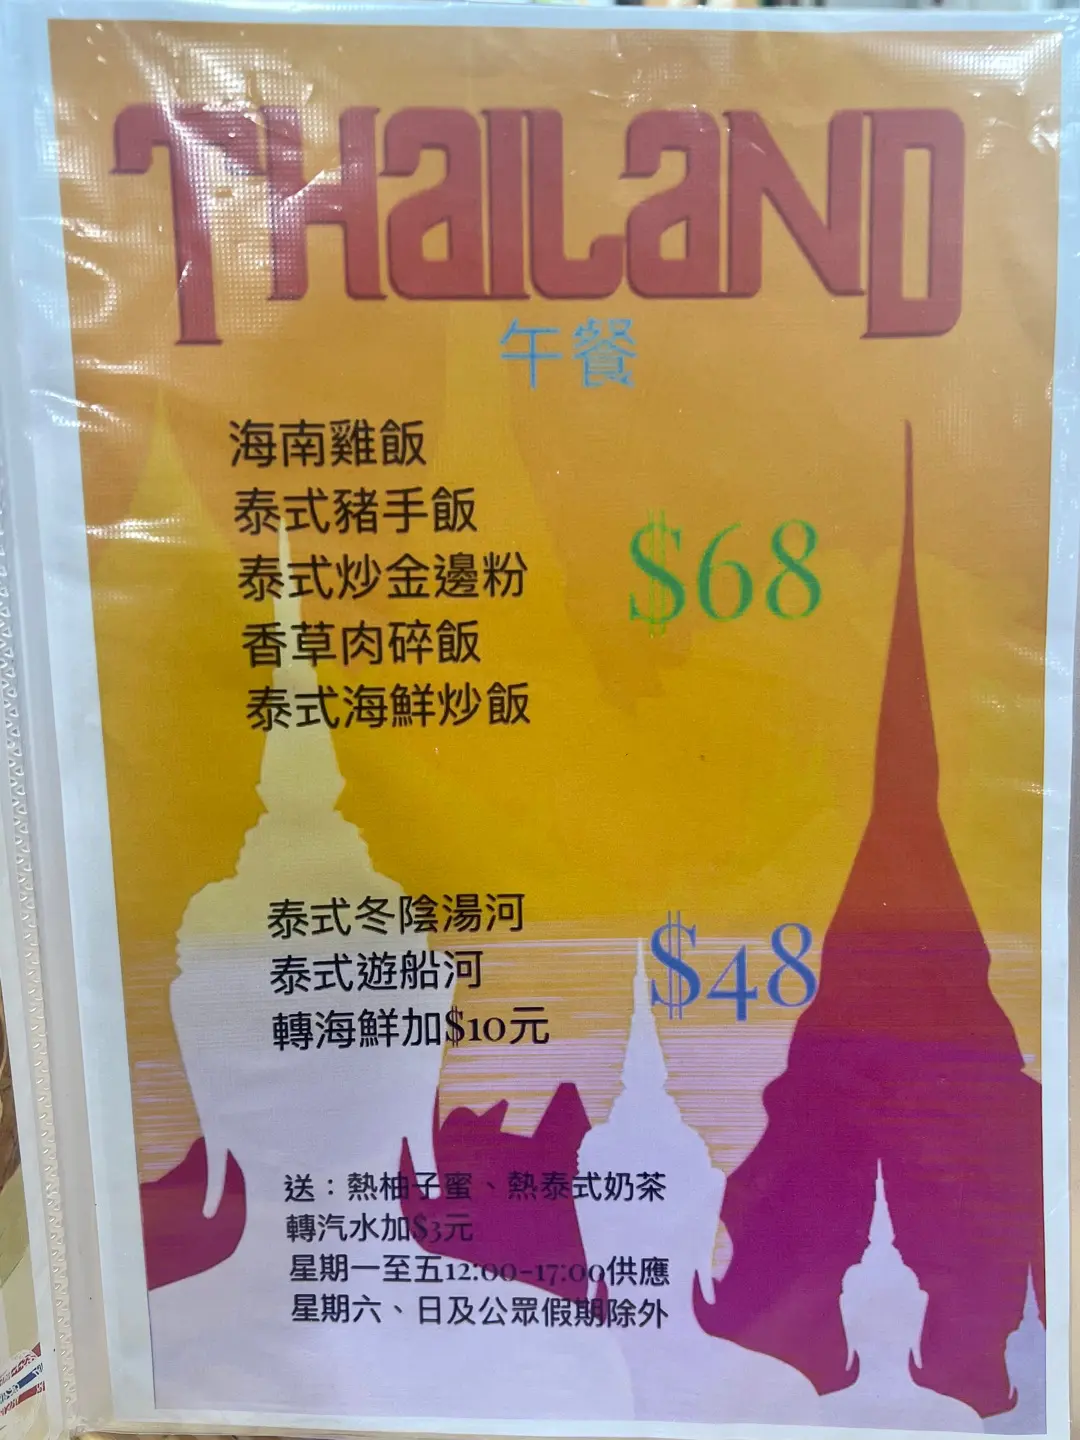 THAILAND
午餐
海南雞飯
泰式豬手飯
泰式炒金邊粉
香草肉碎飯
泰式海鮮炒飯
$68
泰式冬陰湯河
泰式遊船河
轉海鮮加$10元
$48
送：熱柚子蜜、熱泰式奶茶
轉汽水加$3元
星期一至五12:00-17:00供應
星期六、日及公眾假期除外